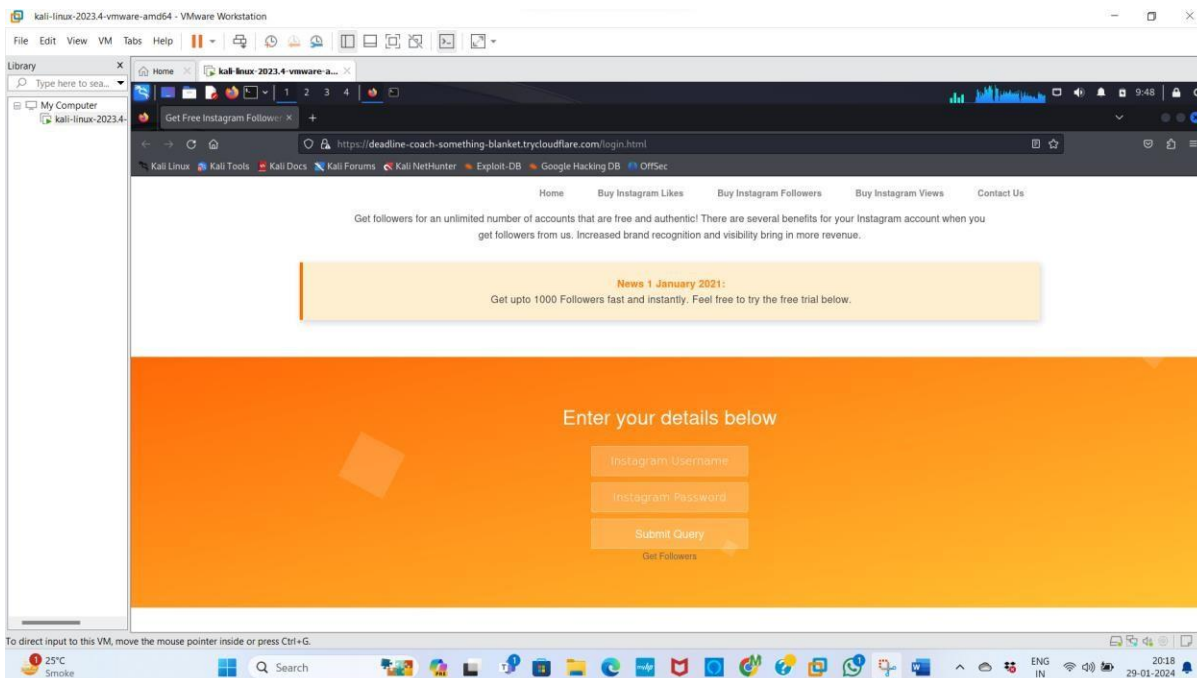 kali-linux-2023.4-vmware-amd64 - VMware Workstation
File Edit View VM Tabs Help
Library X
Home
kali-linux-2023.4-vmware-a...
Type here to sea...
My Computer
kali-linux-2023.4-
1 2 3 4
9:48
Get Free Instagram Follower
https://deadline-coach-something-blanket.trycloudflare.com/login.html
Kali Linux Kali Tools Kali Docs Kali Forums Kali NetHunter Exploit-DB Google Hacking DB OffSec
Home Buy Instagram Likes Buy Instagram Followers Buy Instagram Views Contact Us
Get followers for an unlimited number of accounts that are free and authentic! There are several benefits for your Instagram account when you
get followers from us. Increased brand recognition and visibility bring in more revenue.
News 1 January 2021:
Get upto 1000 Followers fast and instantly. Feel free to try the free trial below.
Enter your details below
Instagram Username
Instagram Password
Submit Query
Get Followers
To direct input to this VM, move the mouse pointer inside or press Ctrl+G.
25°C
Smoke
Search
ENG
IN
20:18
29-01-2024